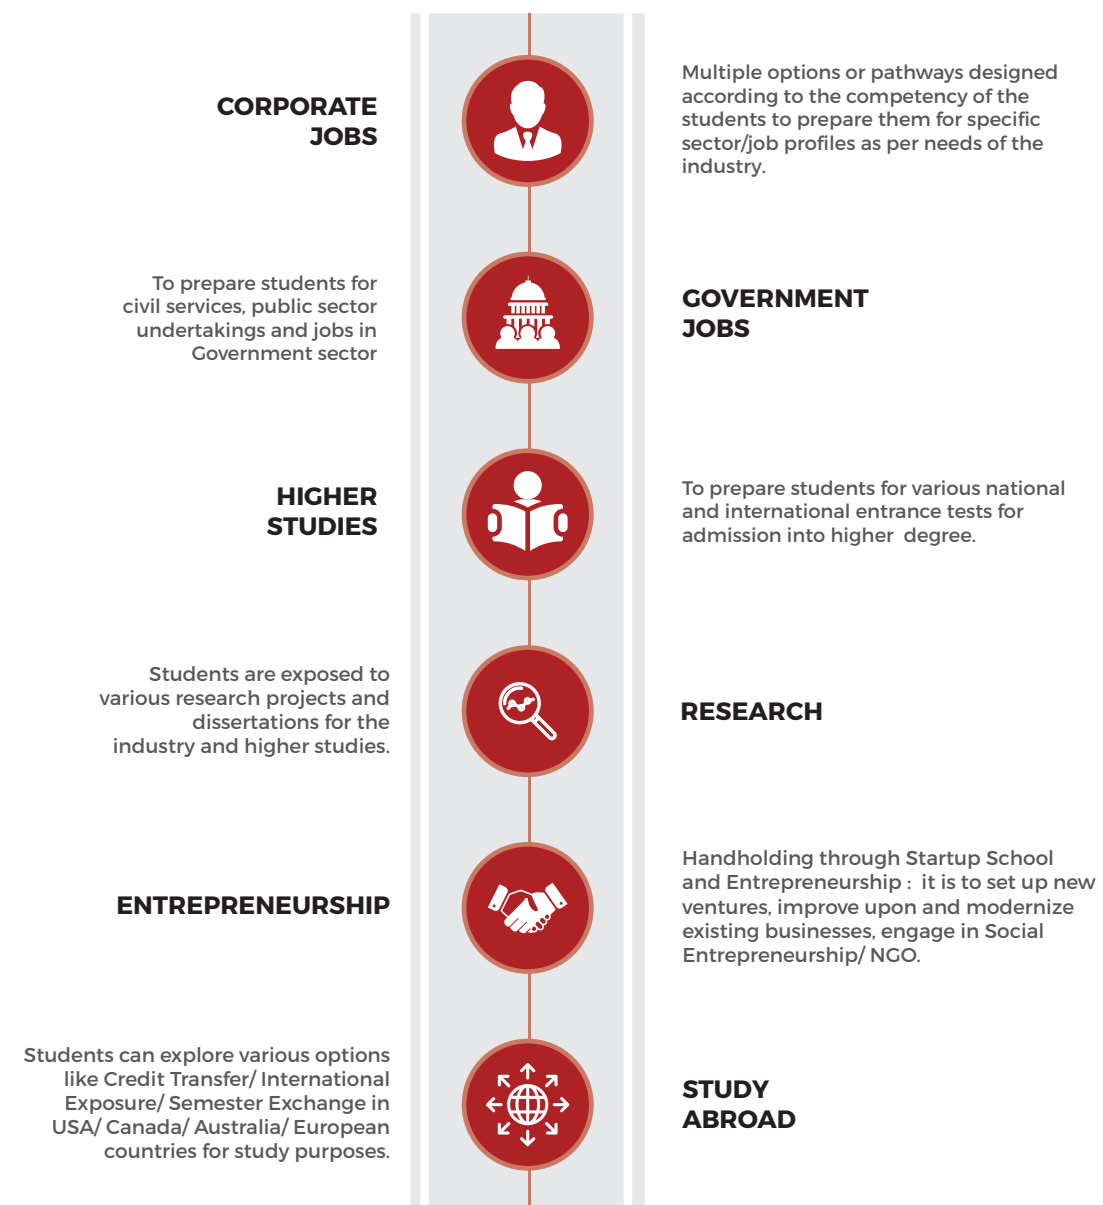 CORPORATE
JOBS
Multiple options or pathways designed
according to the competency of the
students to prepare them for specific
sector/job profiles as per needs of the
industry.
To prepare students for
civil services, public sector
undertakings and jobs in
Government sector
GOVERNMENT
JOBS
HIGHER
STUDIES
To prepare students for various national
and international entrance tests for
admission into higher  degree.
Students are exposed to
various research projects and
dissertations for the
industry and higher studies.
RESEARCH
ENTREPRENEURSHIP
Handholding through Startup School
and Entrepreneurship :  it is to set up new
ventures, improve upon and modernize
existing businesses, engage in Social
Entrepreneurship/ NGO.
Students can explore various options
like Credit Transfer/ International
Exposure/ Semester Exchange in
USA/ Canada/ Australia/ European
countries for study purposes.
STUDY
ABROAD